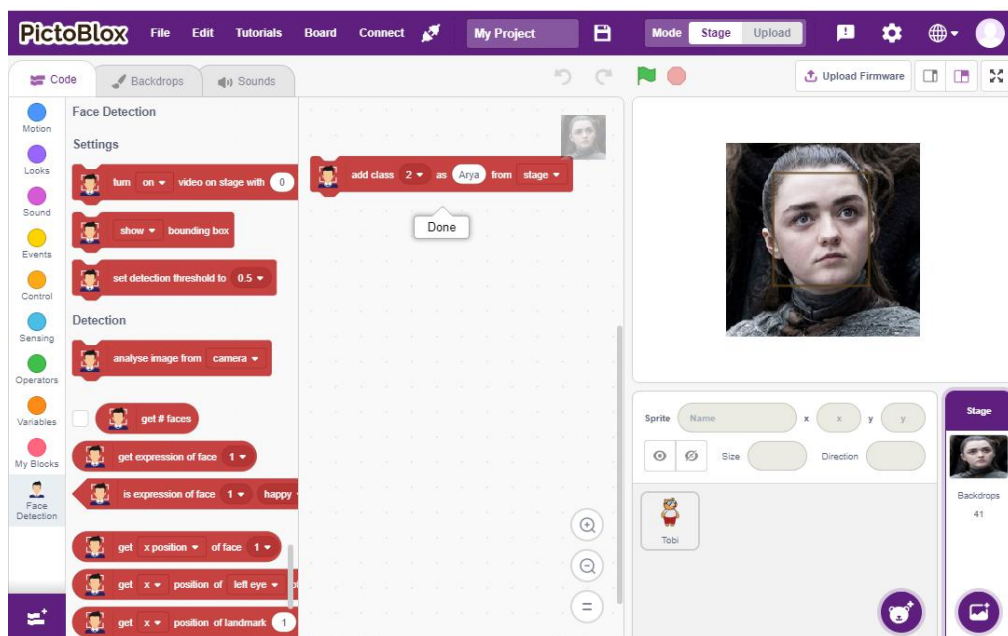 PictoBlox File Edit Tutorials Board Connect My Project Mode Stage Upload
Code Backdrops Sounds Upload Firmware
Motion
Looks
Sound
Events
Control
Sensing
Operators
Variables
My Blocks
Face
Detection
Face Detection
Settings
turn on video on stage with 0
show bounding box
set detection threshold to 0.5
Detection
analyse image from camera
get # faces
get expression of face 1
is expression of face 1 happy
get x position of face 1
get x position of left eye
get x position of landmark 1
add class 2 as Arya from stage
Done
Sprite Name x x y y
Size Direction
Tobi
Stage
Backdrops
41